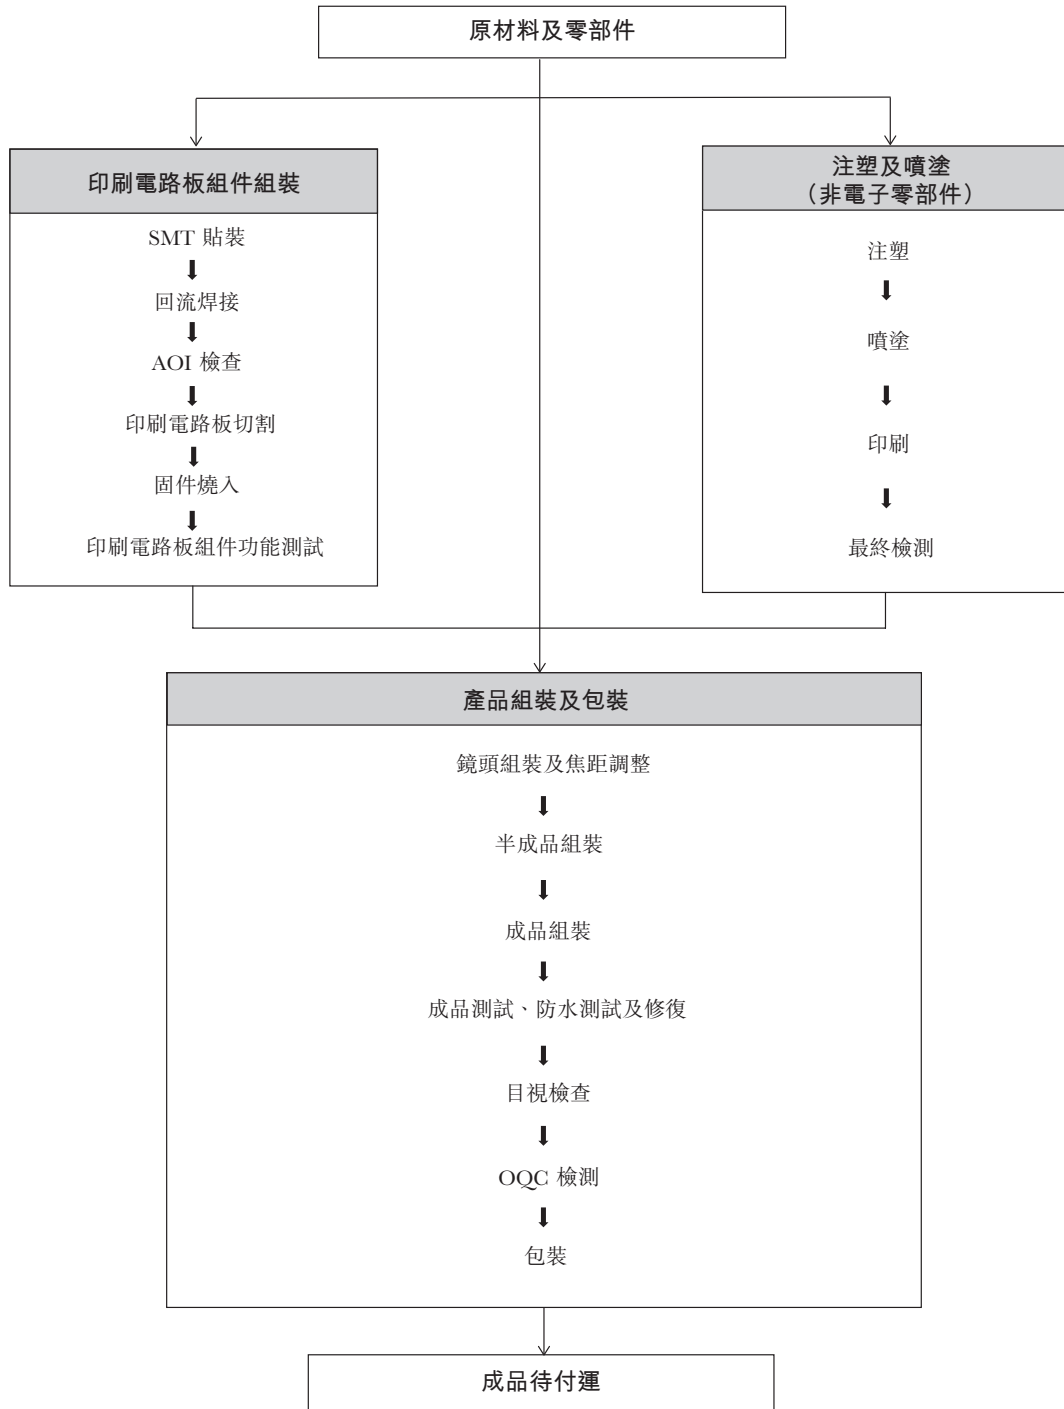 原材料及零部件
印刷電路板組件組裝
SMT 貼裝
回流焊接
AOI 檢查
印刷電路板切割
固件燒入
印刷電路板組件功能測試
注塑及噴塗
（非電子零部件）
注塑
噴塗
印刷
最終檢測
產品組裝及包裝
鏡頭組裝及焦距調整
半成品組裝
成品組裝
成品測試、防水測試及修復
目視檢查
OQC 檢測
包裝
成品待付運